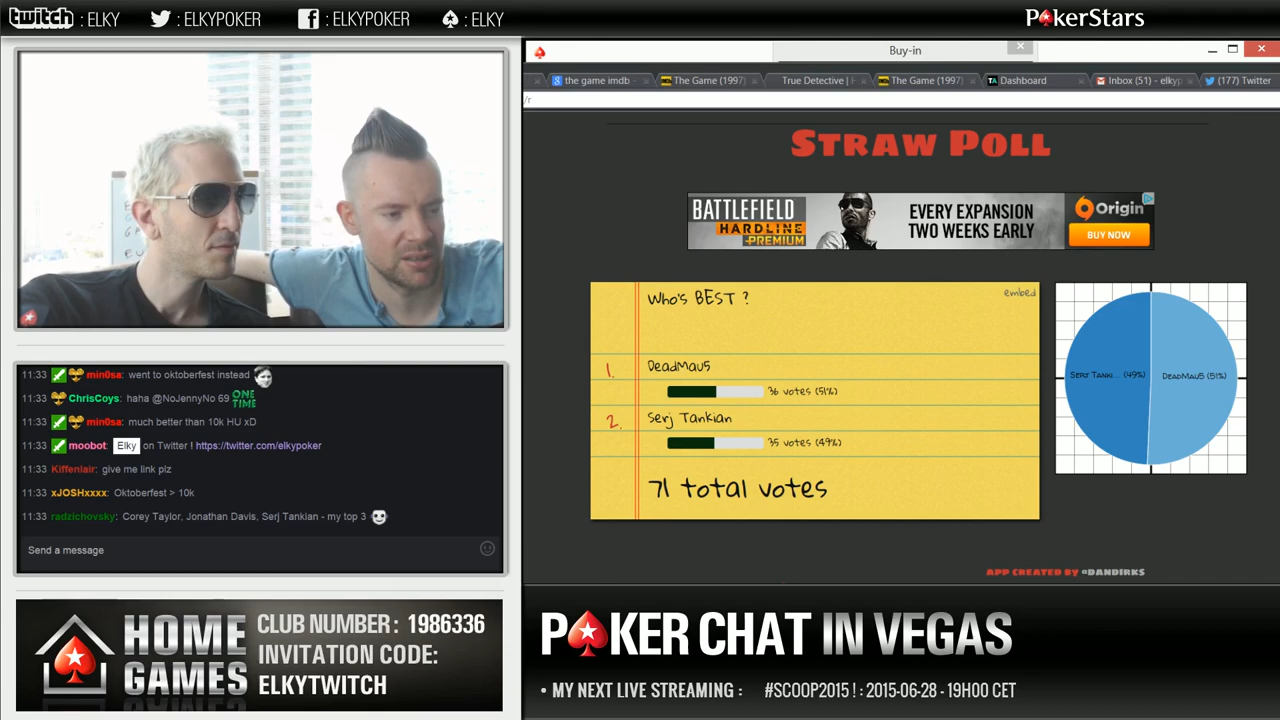 twitch : ELKY
: ELKYPOKER
: ELKYPOKER
: ELKY
POKERSTARS
Buy-in
the game imdb -
The Game (1997)
True Detective |
The Game (1997)
TA Dashboard
Inbox (51) - elkyp
(177) Twitter
/r
STRAW POLL
BATTLEFIELD
HARDLINE
PREMIUM
EVERY EXPANSION
TWO WEEKS EARLY
Origin
BUY NOW
Who's BEST ?
embed
1. DeadMau5
36 votes (51%)
2. Serj Tankian
35 votes (49%)
71 total votes
Serj Tanki... (49%)
DeadMau5 (51%)
APP CREATED BY @DANDIRKS
11:33 min0sa: went to oktoberfest instead
11:33 ChrisCoys: haha @NoJennyNo 69 ONE TIME
11:33 min0sa: much better than 10k HU xD
11:33 moobot: Elky on Twitter ! https://twitter.com/elkypoker
11:33 Kiffenlair: give me link plz
11:33 xJOSHxxxx: Oktoberfest > 10k
11:33 radzichovsky: Corey Taylor, Jonathan Davis, Serj Tankian - my top 3
Send a message
HOME
GAMES
CLUB NUMBER : 1986336
INVITATION CODE:
ELKYTWITCH
POKER CHAT IN VEGAS
• MY NEXT LIVE STREAMING : #SCOOP2015 ! : 2015-06-28 - 19H00 CET